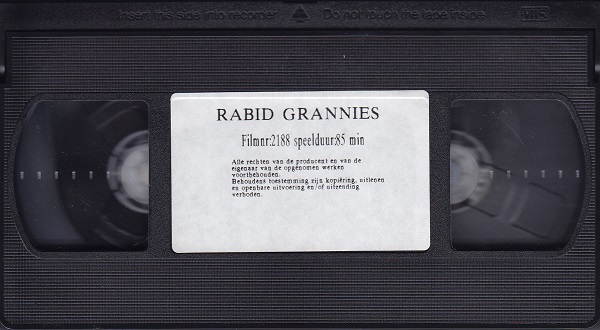 Insert this side into recorder Do not touch the tape inside VHS
RABID GRANNIES
Filmnr:2188 speelduur:85 min
Alle rechten van de producent en van de
eigenaar van de opgenomen werken
voorbehouden.
Behoudens toestemming zijn kopiëring, uitlenen
en openbare uitvoering en/of uitzending
verboden.